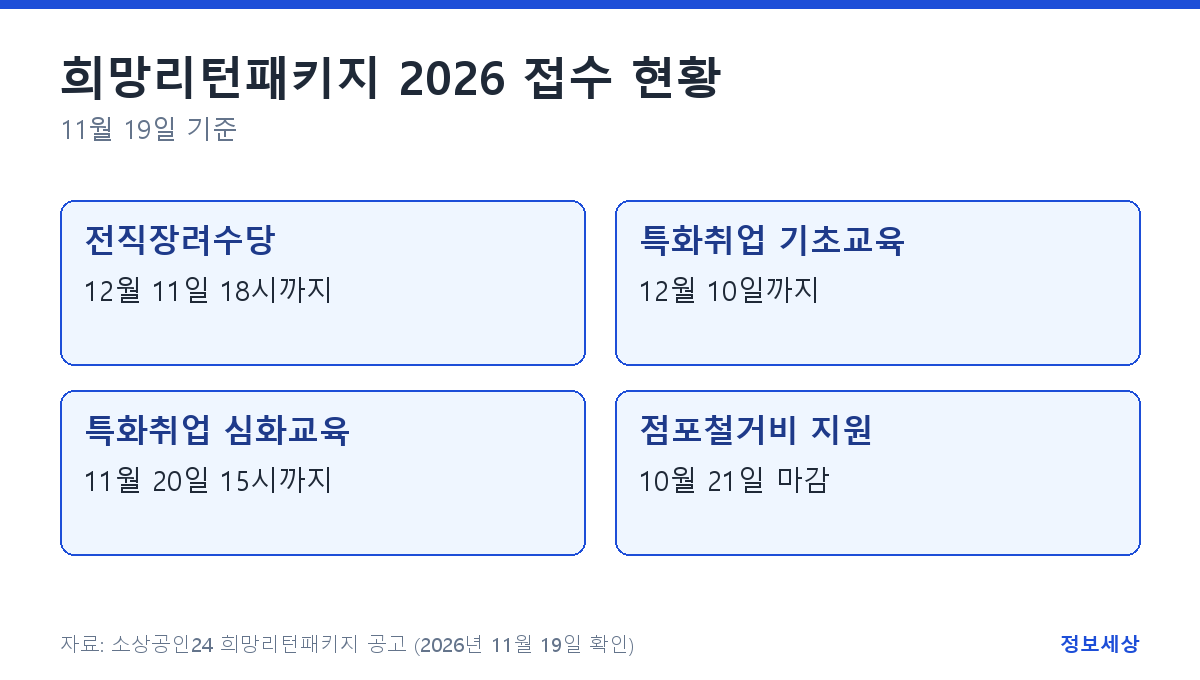 희망리턴패키지 2026 접수 현황
11월 19일 기준
전직장려수당
12월 11일 18시까지
특화취업 기초교육
12월 10일까지
특화취업 심화교육
11월 20일 15시까지
점포철거비 지원
10월 21일 마감
자료: 소상공인24 희망리턴패키지 공고 (2026년 11월 19일 확인)
정보세상